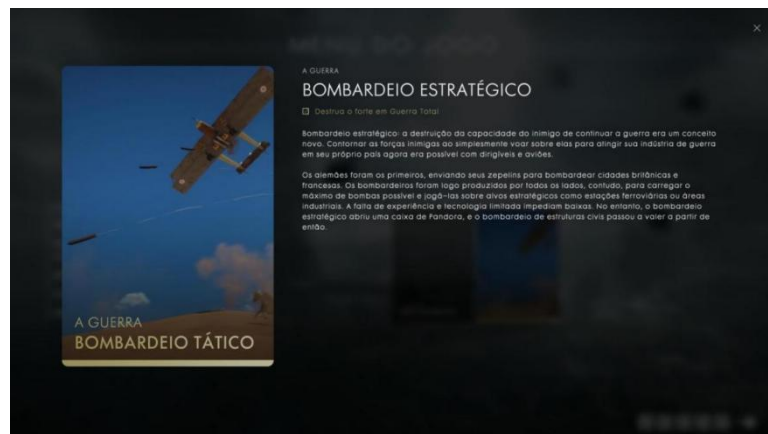 MENU DO JOGO
A GUERRA
BOMBARDEIO ESTRATÉGICO
Destrua o forte em Guerra Total
Bombardeio estratégico: a destruição da capacidade do inimigo de continuar a guerra era um conceito
novo. Contornar as forças inimigas ao simplesmente voar sobre elas para atingir sua indústria de guerra
em seu próprio país agora era possível com dirigíveis e aviões.
Os alemães foram os primeiros, enviando seus zepelins para bombardear cidades britânicas e
francesas. Os bombardeiros foram logo produzidos por todos os lados, contudo, para carregar o
máximo de bombas possível e jogá-las sobre alvos estratégicos como estações ferroviárias ou áreas
industriais. A falta de experiência e tecnologia limitada impediam baixas. No entanto, o bombardeio
estratégico abriu uma caixa de Pandora, e o bombardeio de estruturas civis passou a valer a partir de
então.
A GUERRA
BOMBARDEIO TÁTICO